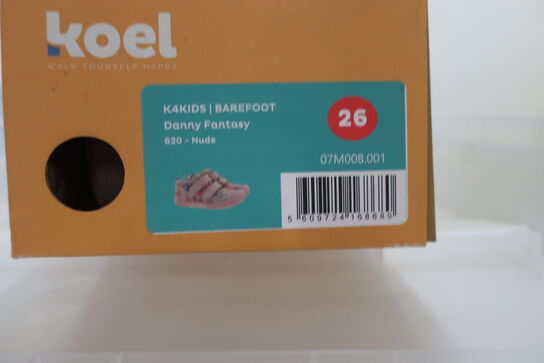 koel
WALK YOURSELF HAPPY
K4KIDS | BAREFOOT
Danny Fantasy
620 - Nude
26
07M008.001
5 609724 168680